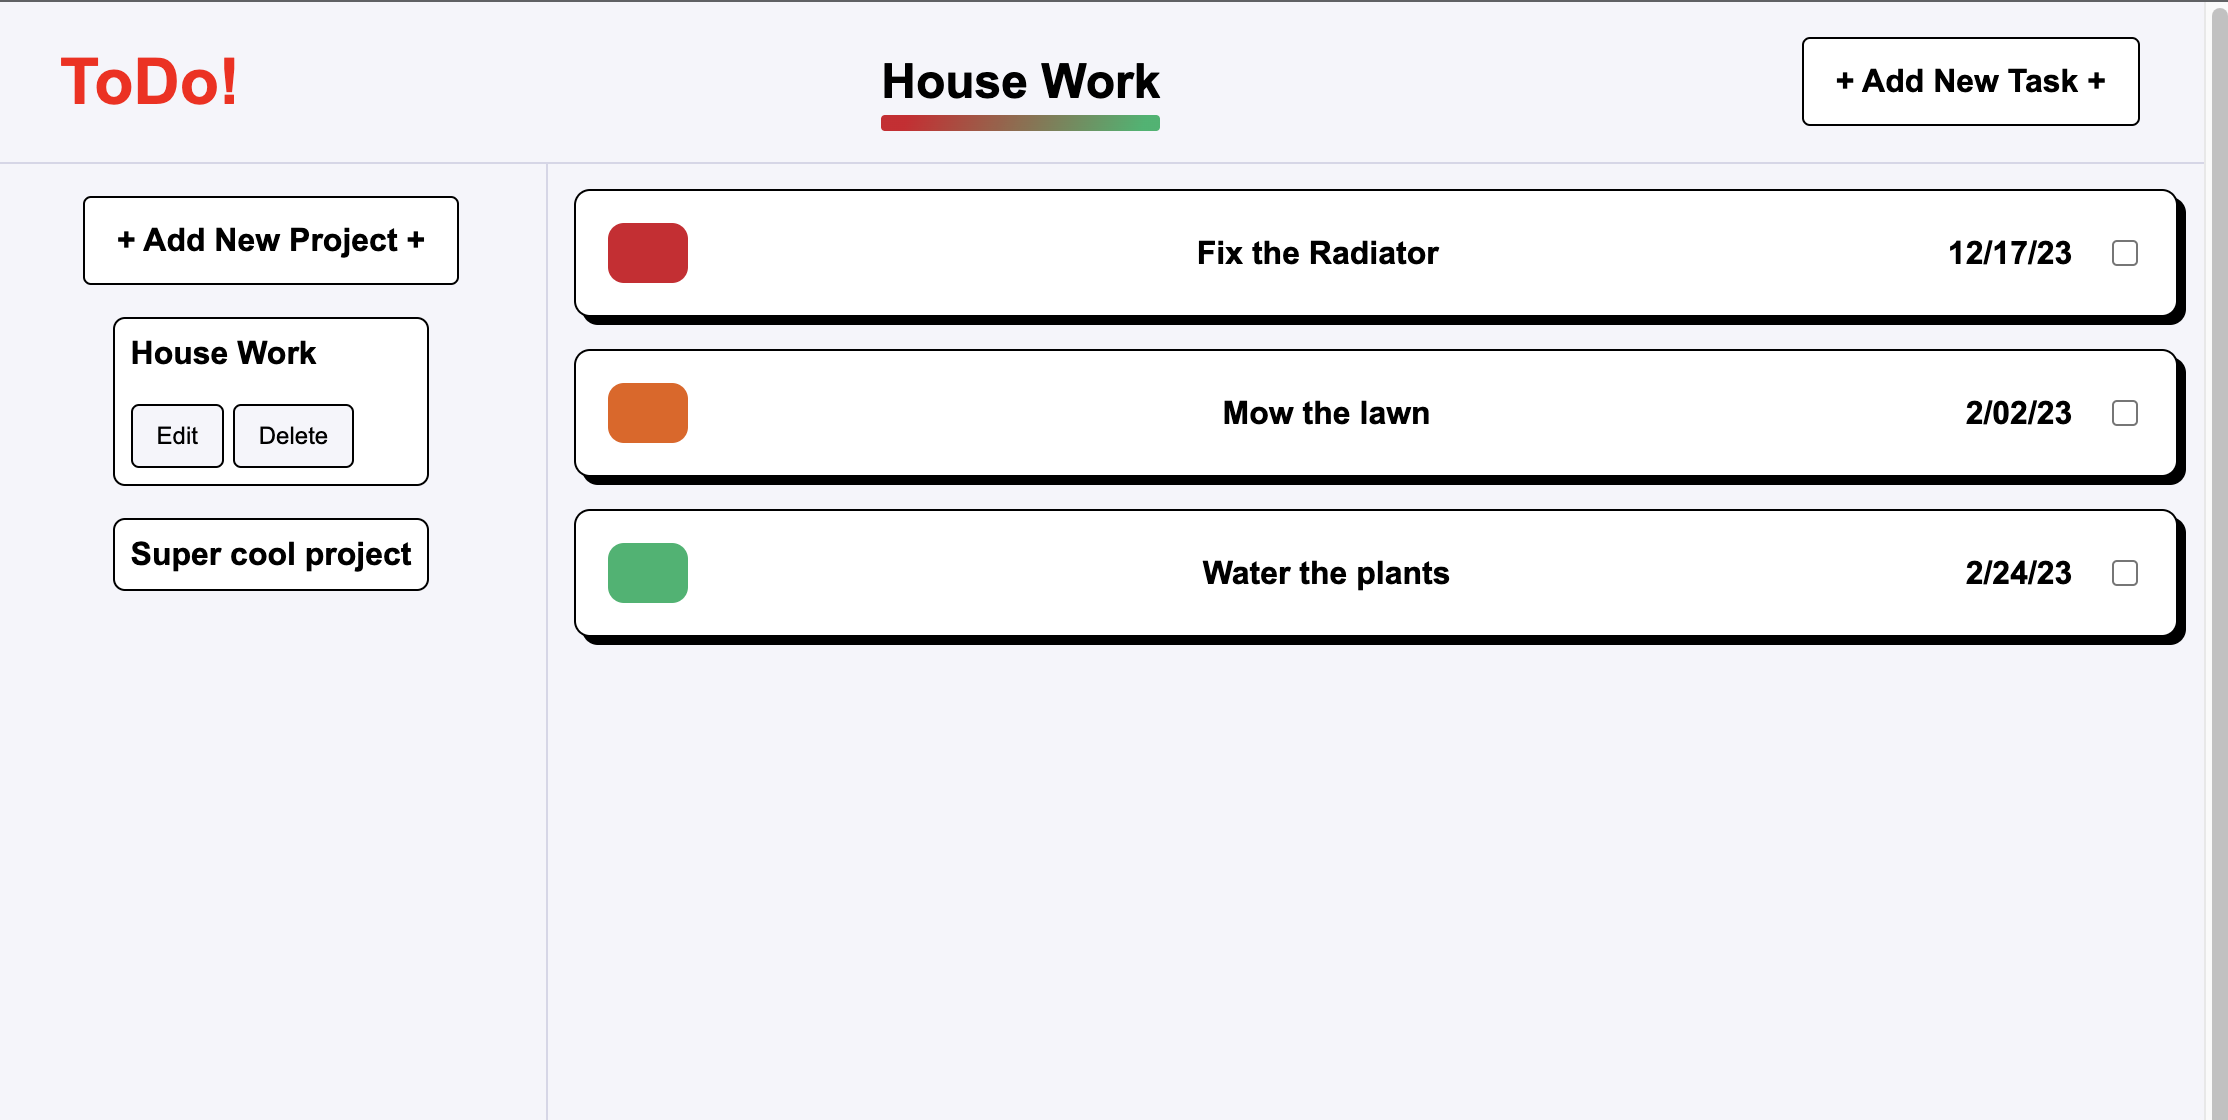 ToDo!
House Work
+ Add New Task +
+ Add New Project +
House Work
Edit Delete
Super cool project
Fix the Radiator 12/17/23
Mow the lawn 2/02/23
Water the plants 2/24/23